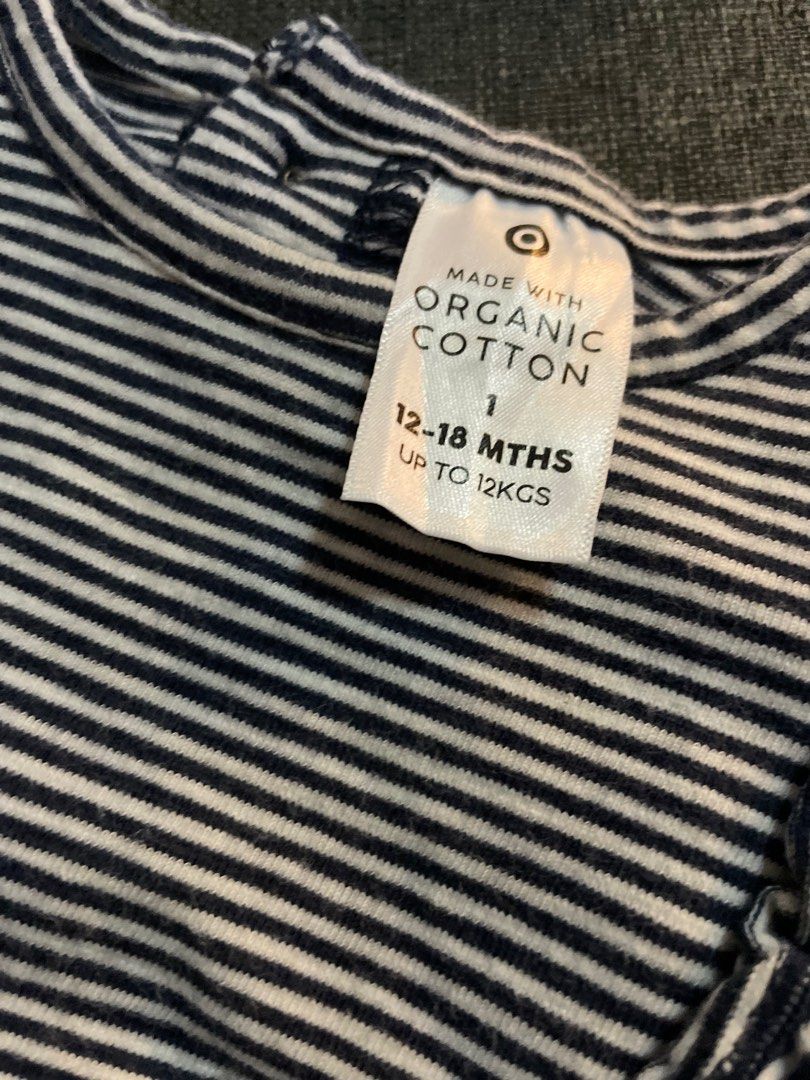 MADE WITH
ORGANIC
COTTON
1
12-18 MTHS
UP TO 12KGS